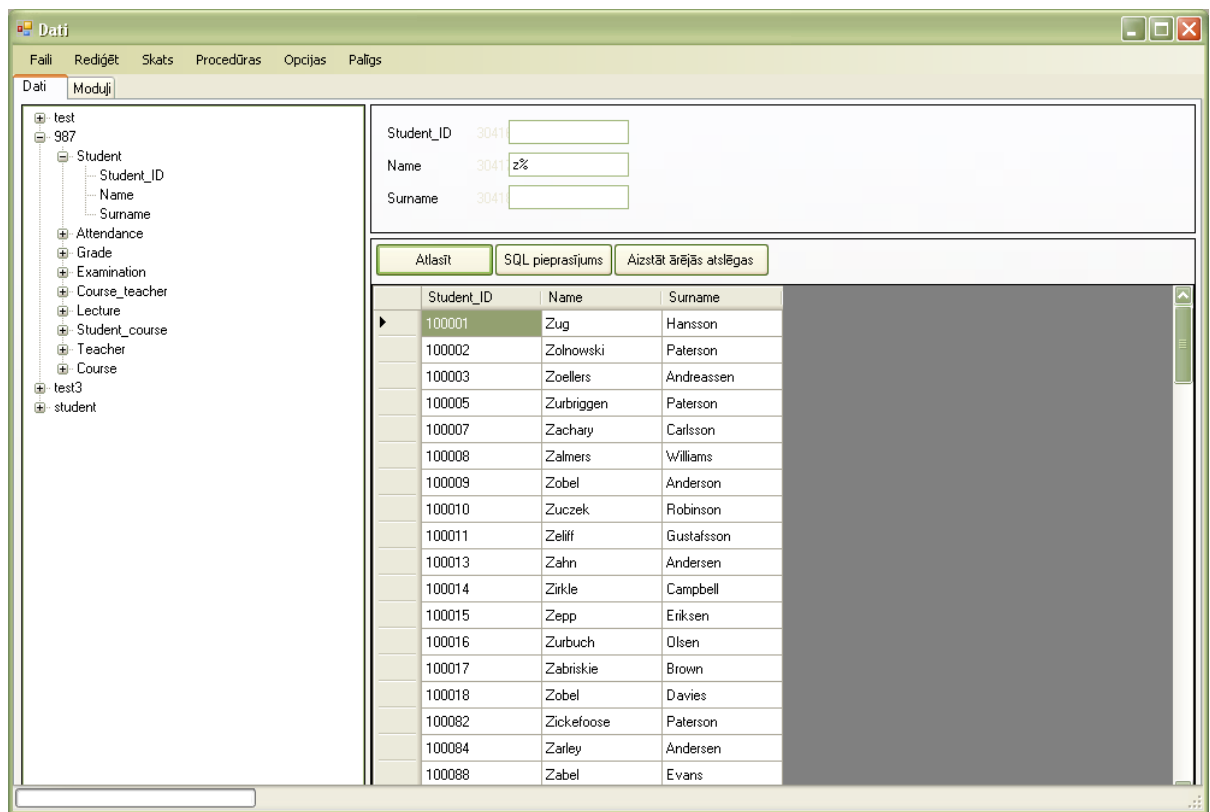 Dati
Faili Rediģēt Skats Procedūras Opcijas Palīgs
Dati Moduļi
test
987
Student
Student_ID
Name
Surname
Attendance
Grade
Examination
Course_teacher
Lecture
Student_course
Teacher
Course
test3
student
Student_ID 3041
Name 3041 z%
Surname 3041
Atlasīt SQL pieprasījums Aizstāt ārējās atslēgas
Student_ID Name Surname
100001 Zug Hansson
100002 Zolnowski Paterson
100003 Zoellers Andreassen
100005 Zurbriggen Paterson
100007 Zachary Carlsson
100008 Zalmers Williams
100009 Zobel Anderson
100010 Zuczek Robinson
100011 Zeliff Gustafsson
100013 Zahn Andersen
100014 Zirkle Campbell
100015 Zepp Eriksen
100016 Zurbuch Olsen
100017 Zabriskie Brown
100018 Zobel Davies
100082 Zickefoose Paterson
100084 Zarley Andersen
100088 Zabel Evans